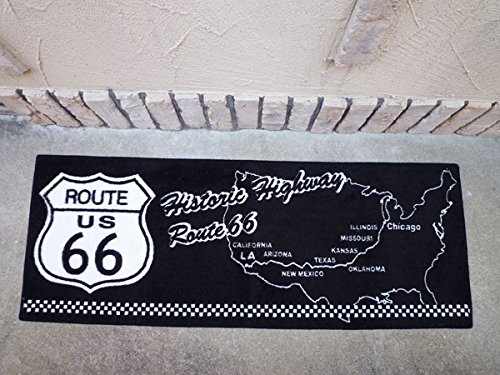 ROUTE
US
66
Historic Highway
Route 66
ILLINOIS Chicago
MISSOURI
CALIFORNIA KANSAS
LA ARIZONA TEXAS
NEW MEXICO OKLAHOMA